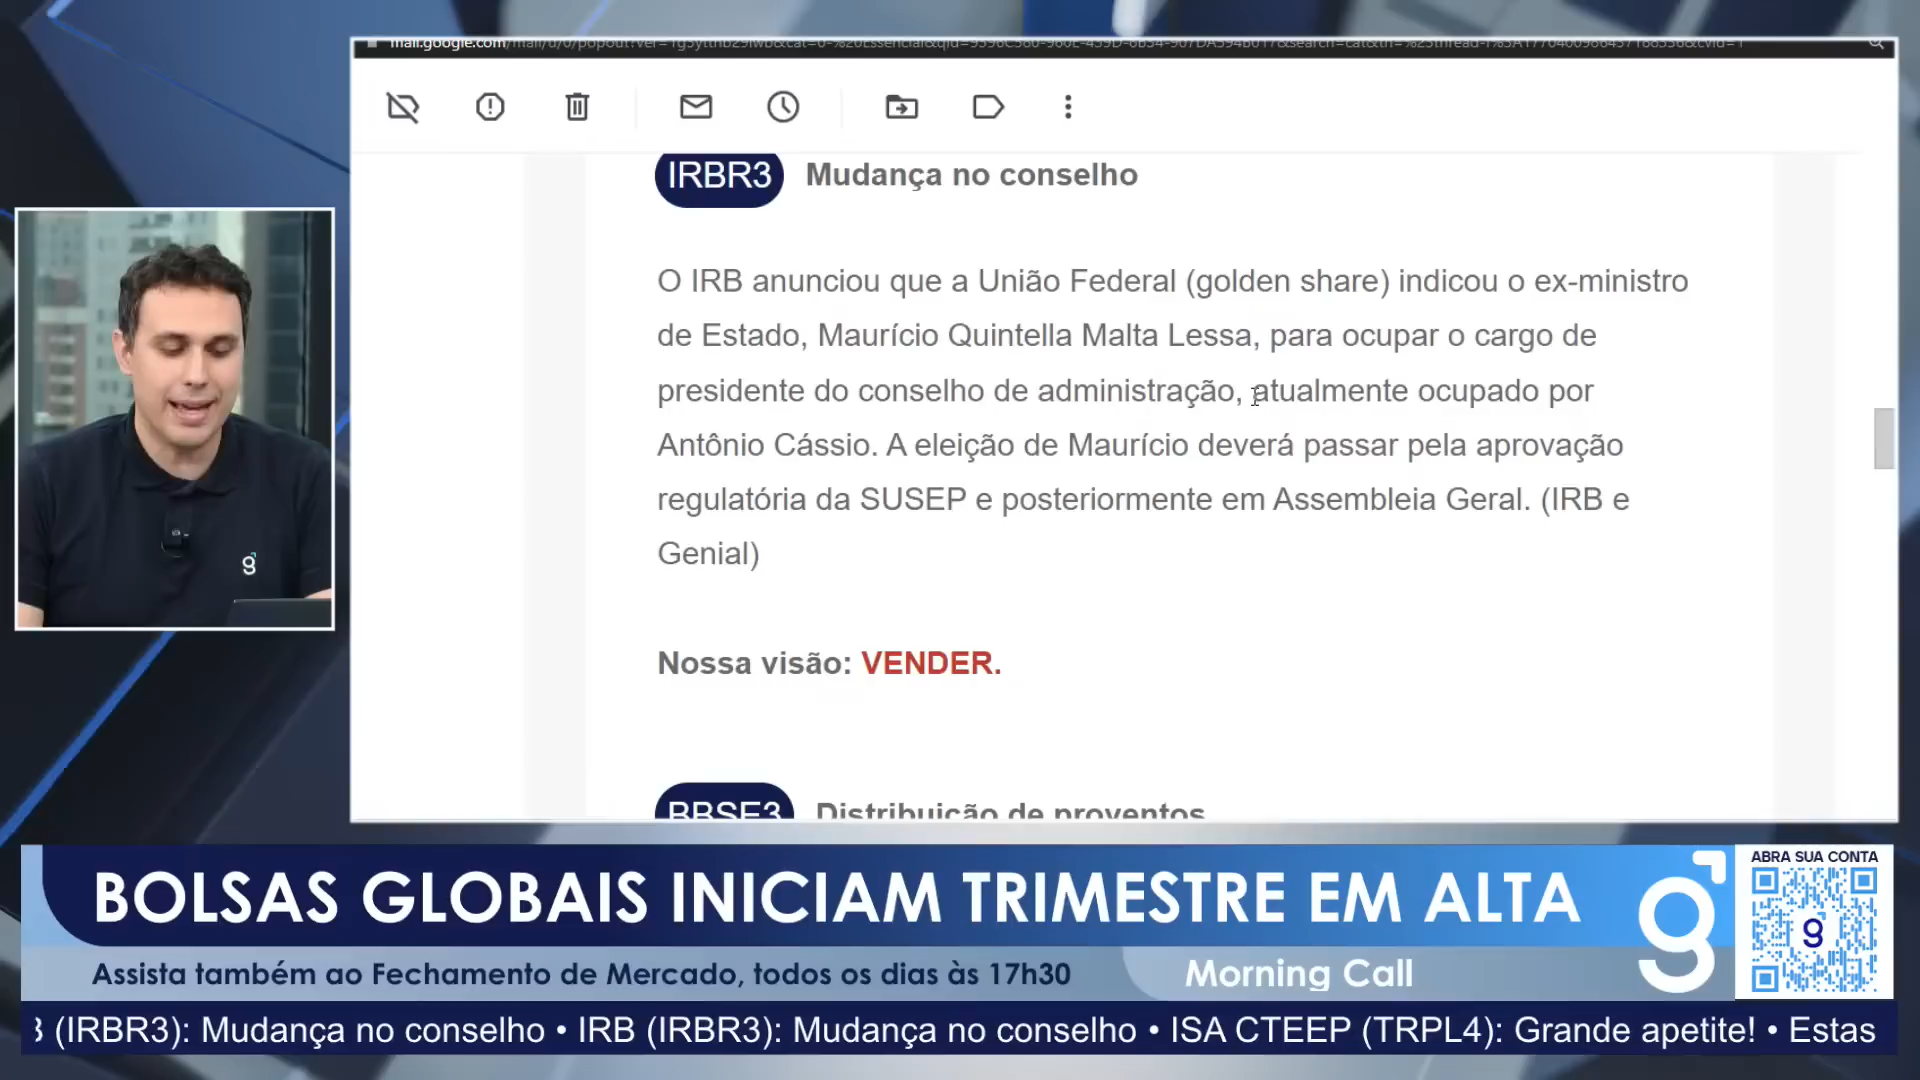 IRBR3 Mudança no conselho
O IRB anunciou que a União Federal (golden share) indicou o ex-ministro
de Estado, Maurício Quintella Malta Lessa, para ocupar o cargo de
presidente do conselho de administração, atualmente ocupado por
Antônio Cássio. A eleição de Maurício deverá passar pela aprovação
regulatória da SUSEP e posteriormente em Assembleia Geral. (IRB e
Genial)
Nossa visão: VENDER.
BBSE3 Distribuição de proventos
BOLSAS GLOBAIS INICIAM TRIMESTRE EM ALTA
ABRA SUA CONTA
Assista também ao Fechamento de Mercado, todos os dias às 17h30
Morning Call
(IRBR3): Mudança no conselho • IRB (IRBR3): Mudança no conselho • ISA CTEEP (TRPL4): Grande apetite! • Estas